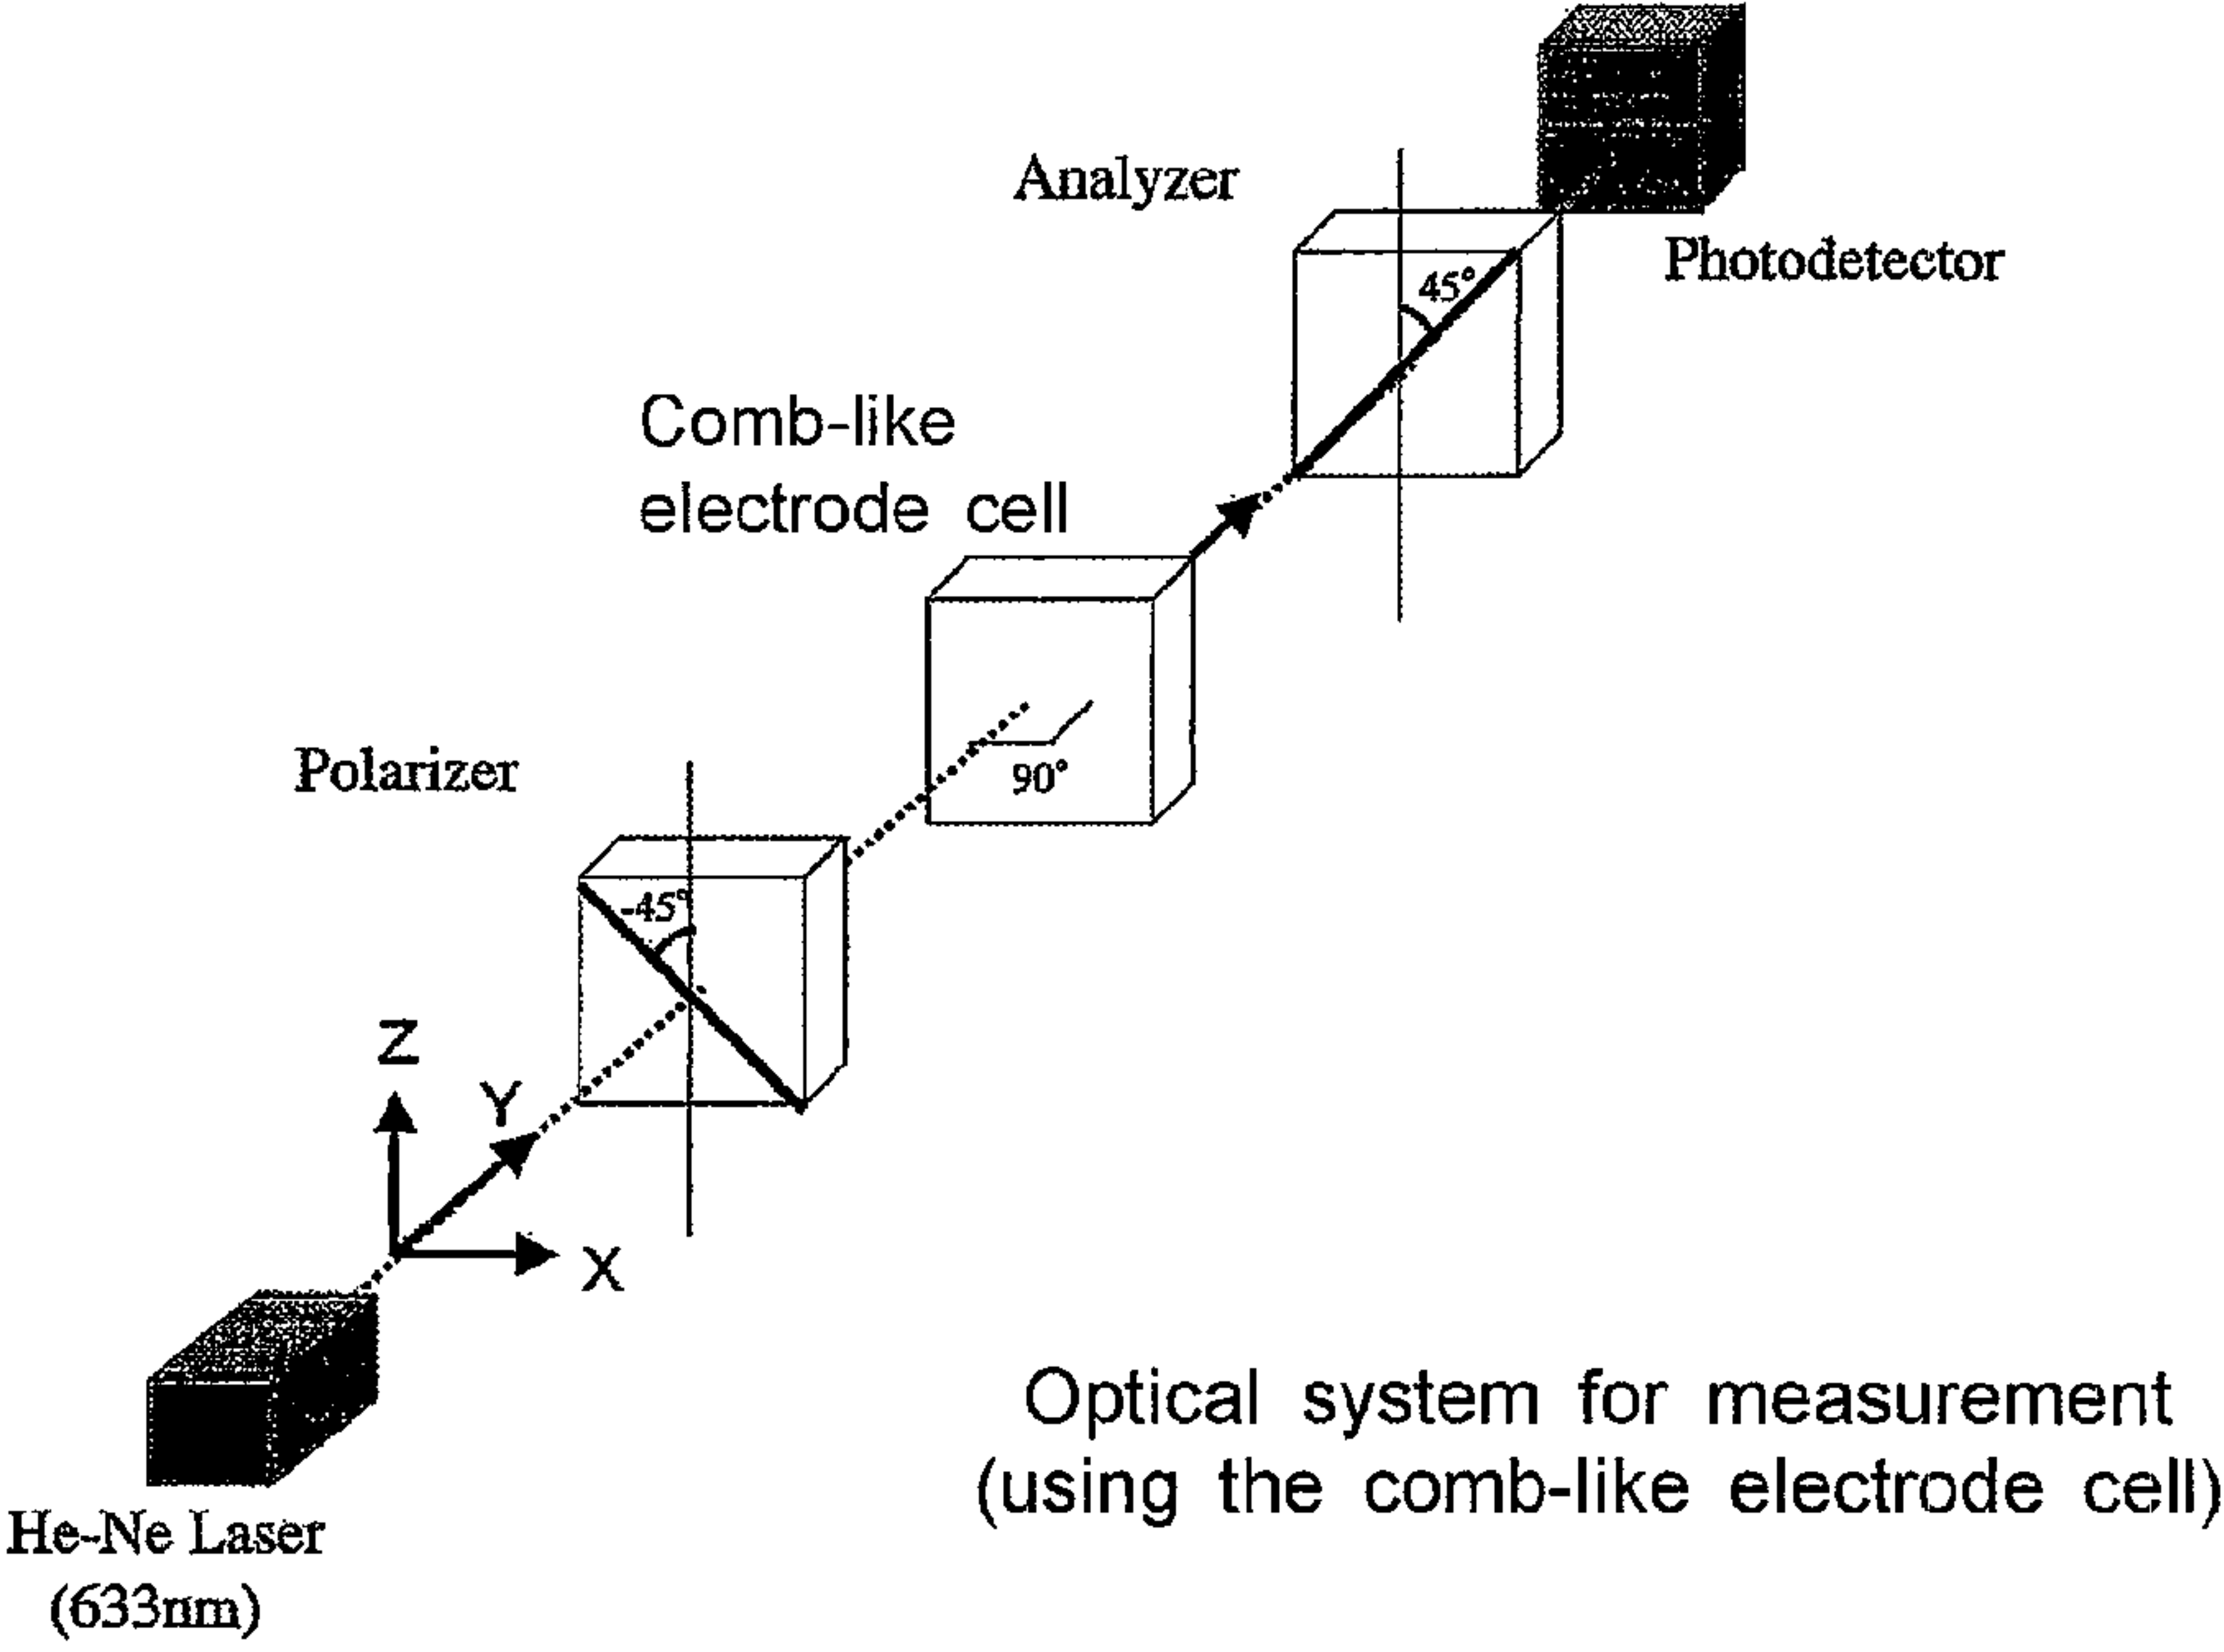 Analyzer
45°
Photodetector
Comb-like
electrode cell
90°
Polarizer
-45°
Z
Y
X
He-Ne Laser
(633nm)
Optical system for measurement
(using the comb-like electrode cell)